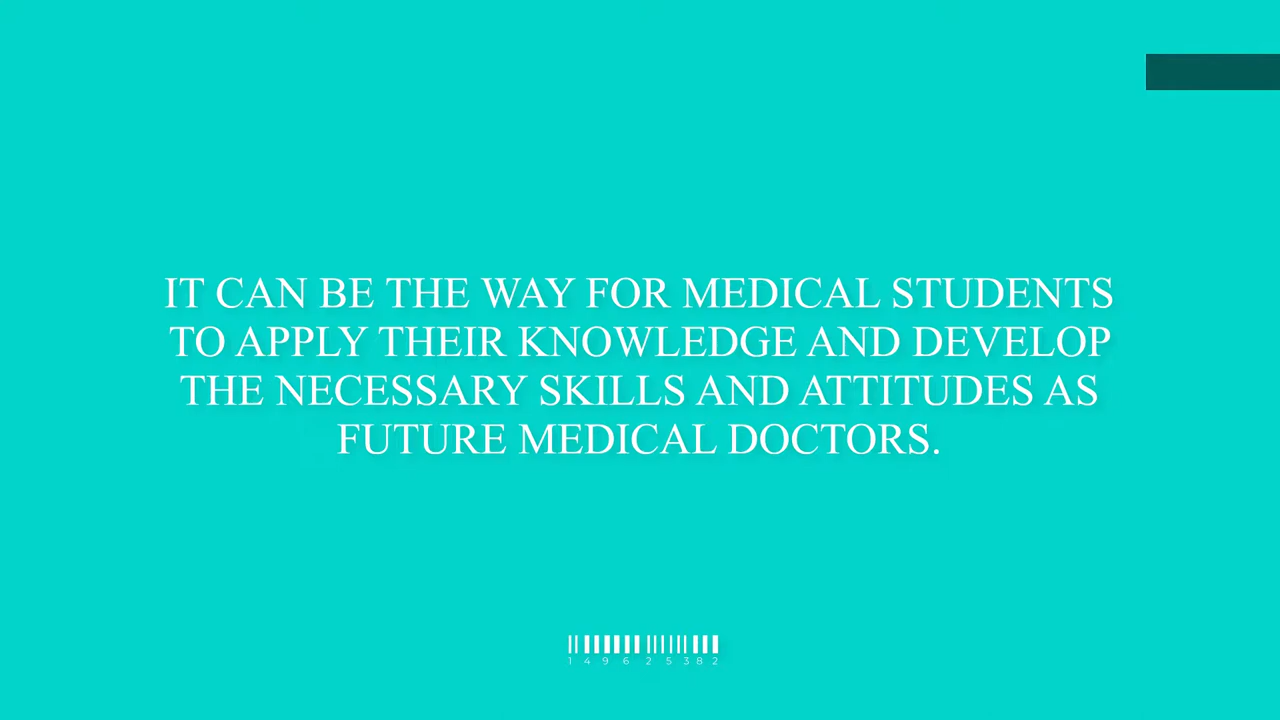 IT CAN BE THE WAY FOR MEDICAL STUDENTS
TO APPLY THEIR KNOWLEDGE AND DEVELOP
THE NECESSARY SKILLS AND ATTITUDES AS
FUTURE MEDICAL DOCTORS.
1 4 9 6 2 5 3 8 2